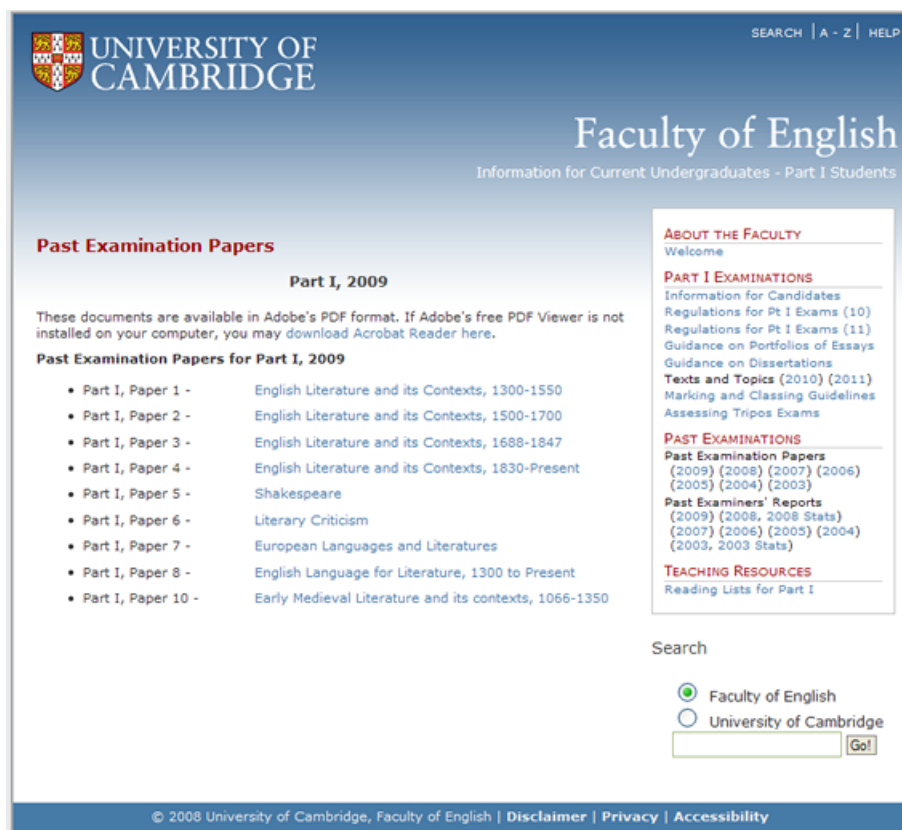 UNIVERSITY OF
CAMBRIDGE
SEARCH | A - Z | HELP
Faculty of English
Information for Current Undergraduates - Part I Students
Past Examination Papers
Part I, 2009
These documents are available in Adobe's PDF format. If Adobe's free PDF Viewer is not
installed on your computer, you may download Acrobat Reader here.
Past Examination Papers for Part I, 2009
• Part I, Paper 1 - English Literature and its Contexts, 1300-1550
• Part I, Paper 2 - English Literature and its Contexts, 1500-1700
• Part I, Paper 3 - English Literature and its Contexts, 1688-1847
• Part I, Paper 4 - English Literature and its Contexts, 1830-Present
• Part I, Paper 5 - Shakespeare
• Part I, Paper 6 - Literary Criticism
• Part I, Paper 7 - European Languages and Literatures
• Part I, Paper 8 - English Language for Literature, 1300 to Present
• Part I, Paper 10 - Early Medieval Literature and its contexts, 1066-1350
ABOUT THE FACULTY
Welcome
PART I EXAMINATIONS
Information for Candidates
Regulations for Pt I Exams (10)
Regulations for Pt I Exams (11)
Guidance on Portfolios of Essays
Guidance on Dissertations
Texts and Topics (2010) (2011)
Marking and Classing Guidelines
Assessing Tripos Exams
PAST EXAMINATIONS
Past Examination Papers
(2009) (2008) (2007) (2006)
(2005) (2004) (2003)
Past Examiners' Reports
(2009) (2008, 2008 Stats)
(2007) (2006) (2005) (2004)
(2003, 2003 Stats)
TEACHING RESOURCES
Reading Lists for Part I
Search
Faculty of English
University of Cambridge
Go!
© 2008 University of Cambridge, Faculty of English | Disclaimer | Privacy | Accessibility